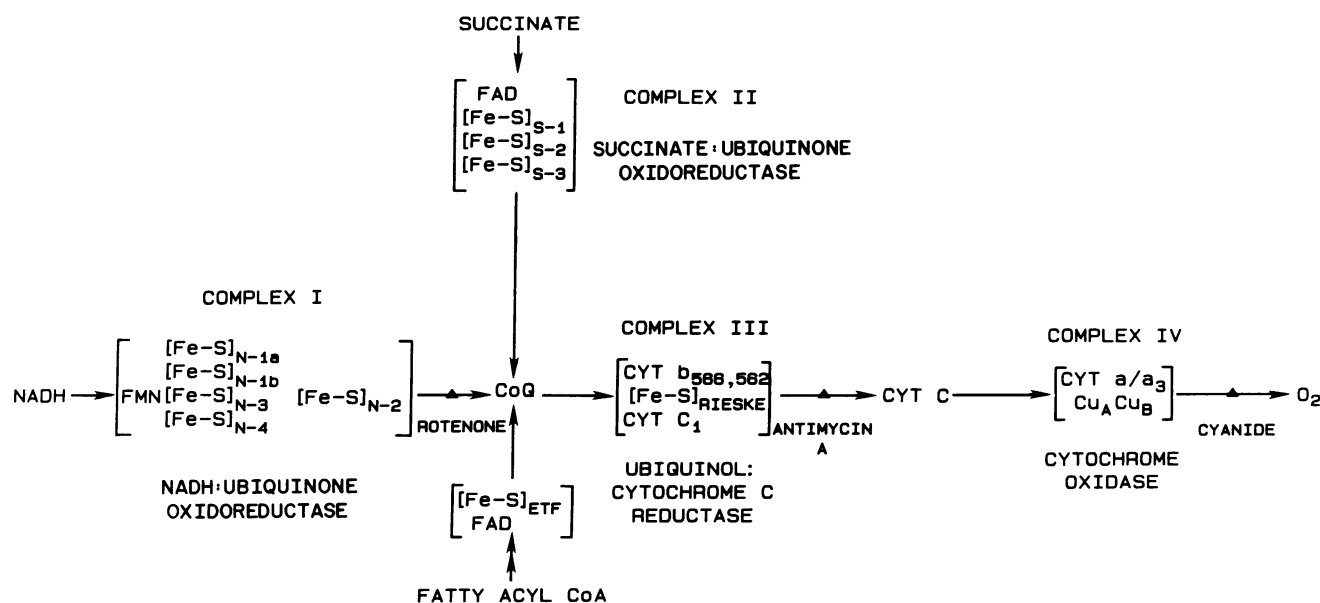 SUCCINATE
FAD
[Fe-S]S-1
[Fe-S]S-2
[Fe-S]S-3
COMPLEX II
SUCCINATE:UBIQUINONE
OXIDOREDUCTASE
COMPLEX I
NADH
FMN
[Fe-S]N-1a
[Fe-S]N-1b
[Fe-S]N-3
[Fe-S]N-4
[Fe-S]N-2
ROTENONE
NADH:UBIQUINONE
OXIDOREDUCTASE
CoQ
[Fe-S]ETF
FAD
FATTY ACYL CoA
COMPLEX III
CYT b566,562
[Fe-S]RIESKE
CYT C1
UBIQUINOL:
CYTOCHROME C
REDUCTASE
ANTIMYCIN
A
CYT C
COMPLEX IV
CYT a/a3
CuACuB
CYTOCHROME
OXIDASE
CYANIDE
O2